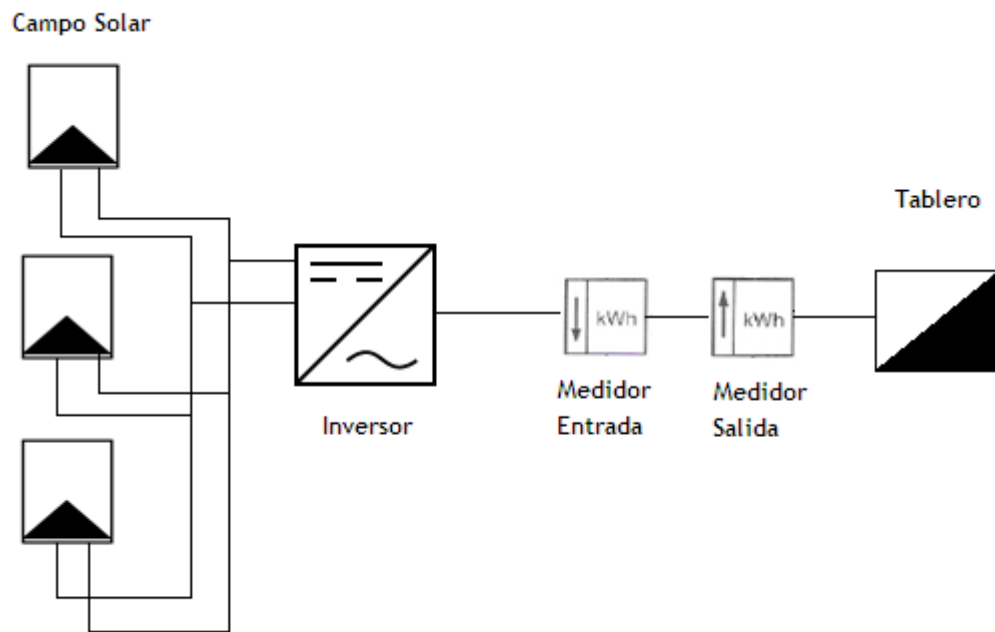 Campo Solar
Tablero
kWh
kWh
Inversor
Medidor
Entrada
Medidor
Salida